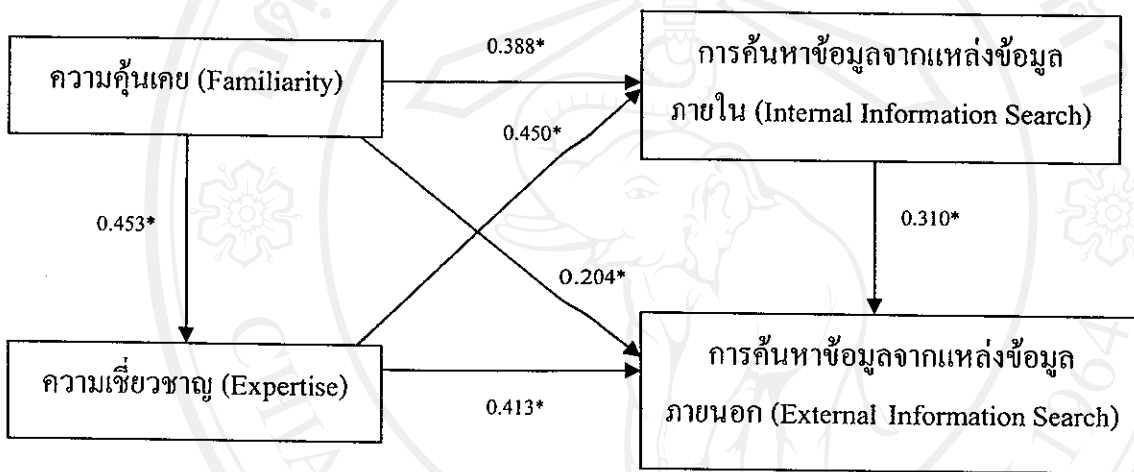 0.388*
ความคุ้นเคย (Familiarity)
การค้นหาข้อมูลจากแหล่งข้อมูล
ภายใน (Internal Information Search)
0.450*
0.453*
0.310*
0.204*
ความเชี่ยวชาญ (Expertise)
0.413*
การค้นหาข้อมูลจากแหล่งข้อมูล
ภายนอก (External Information Search)
1964